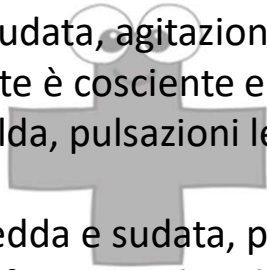 udata, agitazion
te è cosciente e
lda, pulsazioni le
edda e sudata, p